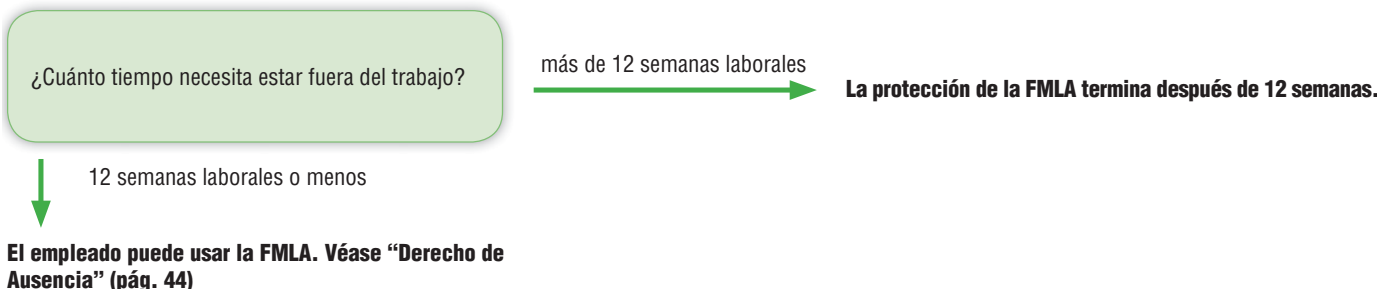 ¿Cuánto tiempo necesita estar fuera del trabajo?
más de 12 semanas laborales
La protección de la FMLA termina después de 12 semanas.
12 semanas laborales o menos
El empleado puede usar la FMLA. Véase “Derecho de
Ausencia” (pág. 44)